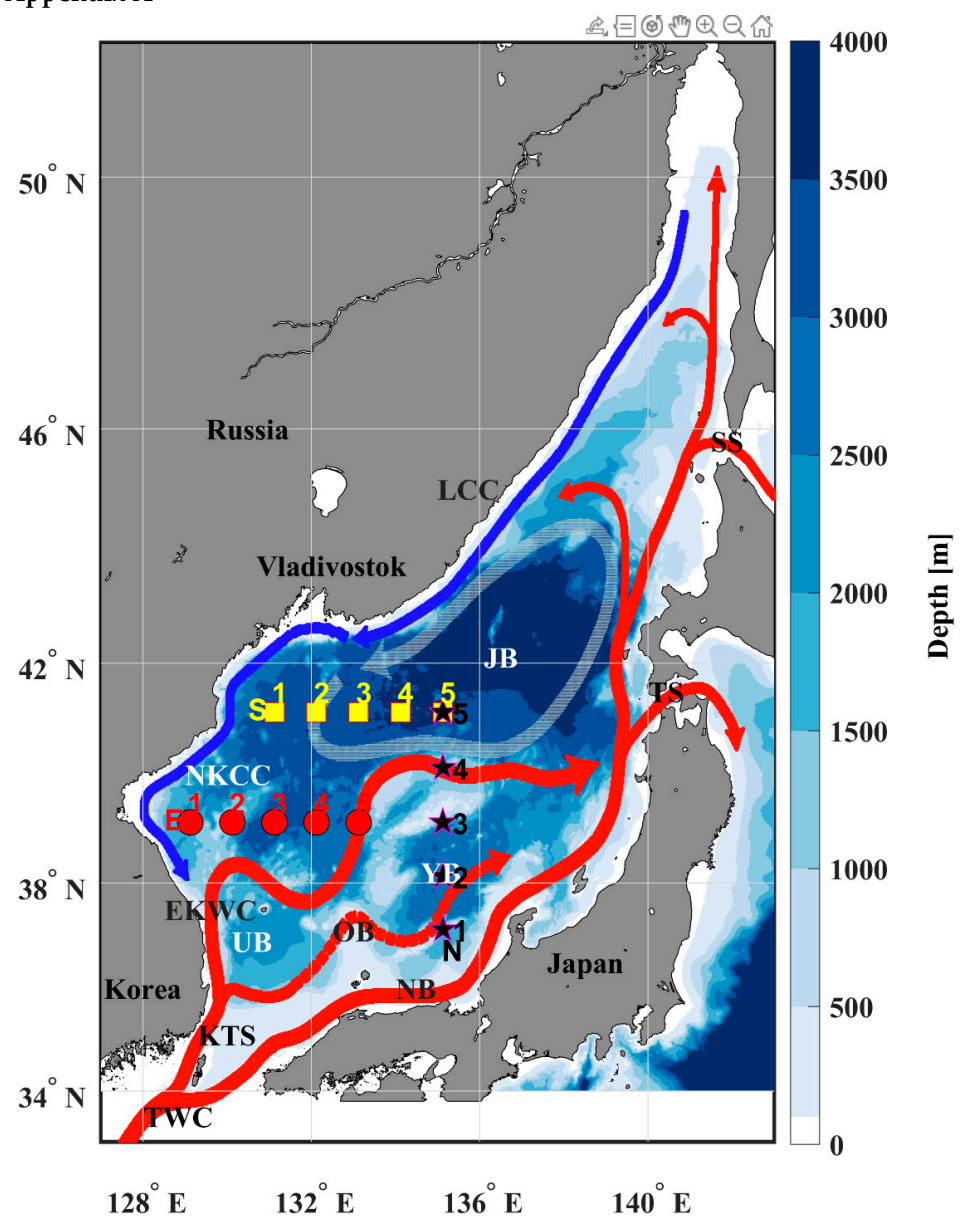 4000
50° N
3500
3000
46° N
Russia
SS
2500
LCC
Vladivostok
2000
Depth [m]
42° N
JB
TS
S 1 2 3 4 5
5
1500
4
NKCC
E 1 2 3 4
3
1000
38° N
YB 2
EKWC
UB
OB
1
N
Japan
Korea
NB
500
KTS
34° N
TWC
0
128° E
132° E
136° E
140° E